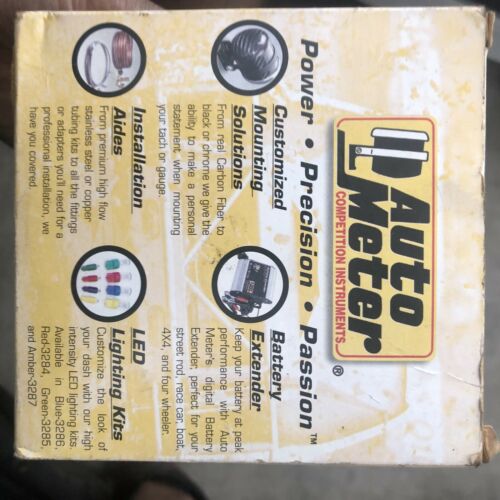 Auto
Meter®
COMPETITION INSTRUMENTS
Power • Precision • Passion™
Customized
Mounting
Solutions
From real Carbon Fiber to
black or chrome we give the
ability to make a personal
statement when mounting
your tach or gauge.
Battery
Extender
Keep your battery at peak
performance with Auto
Meter's digital Battery
Extender, perfect for your
street rod, race car, boat,
4X4, and four wheeler.
Installation
Aides
From premium high flow
stainless steel or copper
tubing kits to all the fittings
or adapters you'll need for a
professional installation, we
have you covered.
LED
Lighting Kits
Customize the look of
your dash with our high
intensity LED lighting kits.
Available in Blue-3286,
Red-3284, Green-3285,
and Amber-3287